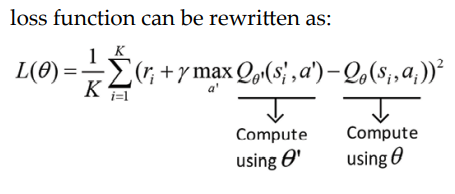 loss function can be rewritten as:
L(θ) = 1/K ∑_{i=1}^{K} (r_i + γ max_{a'} Q_{θ'}(s'_i, a') − Q_θ(s_i, a_i))²
Compute Compute
using θ' using θ